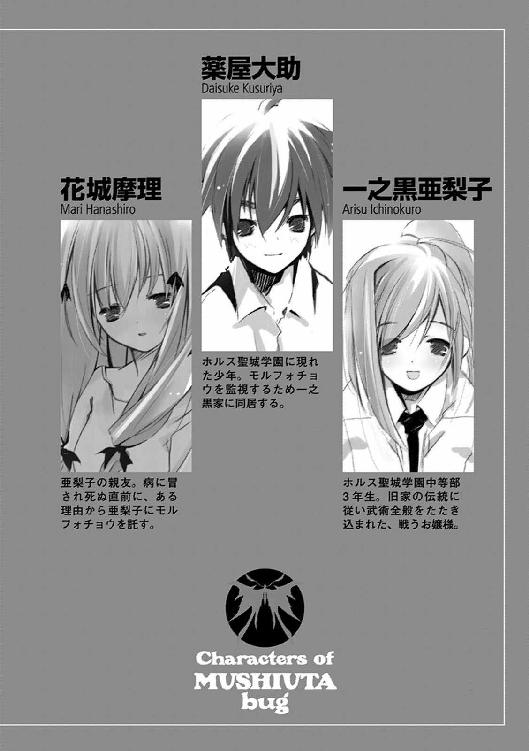 薬屋大助
Daisuke Kusuriya
ホルス聖城学園に現れ
た少年。モルフォチョ
ウを監視するため一之
黒家に同居する。
花城摩理
Mari Hanashiro
亜梨子の親友。病に冒
され死ぬ直前に、ある
理由から亜梨子にモル
フォチョウを託す。
一之黒亜梨子
Arisu Ichinokuro
ホルス聖城学園中等部
3年生。旧家の伝統に
従い武術全般をたたき
込まれた、戦うお嬢様。
Characters of
MUSHIUTA
bug